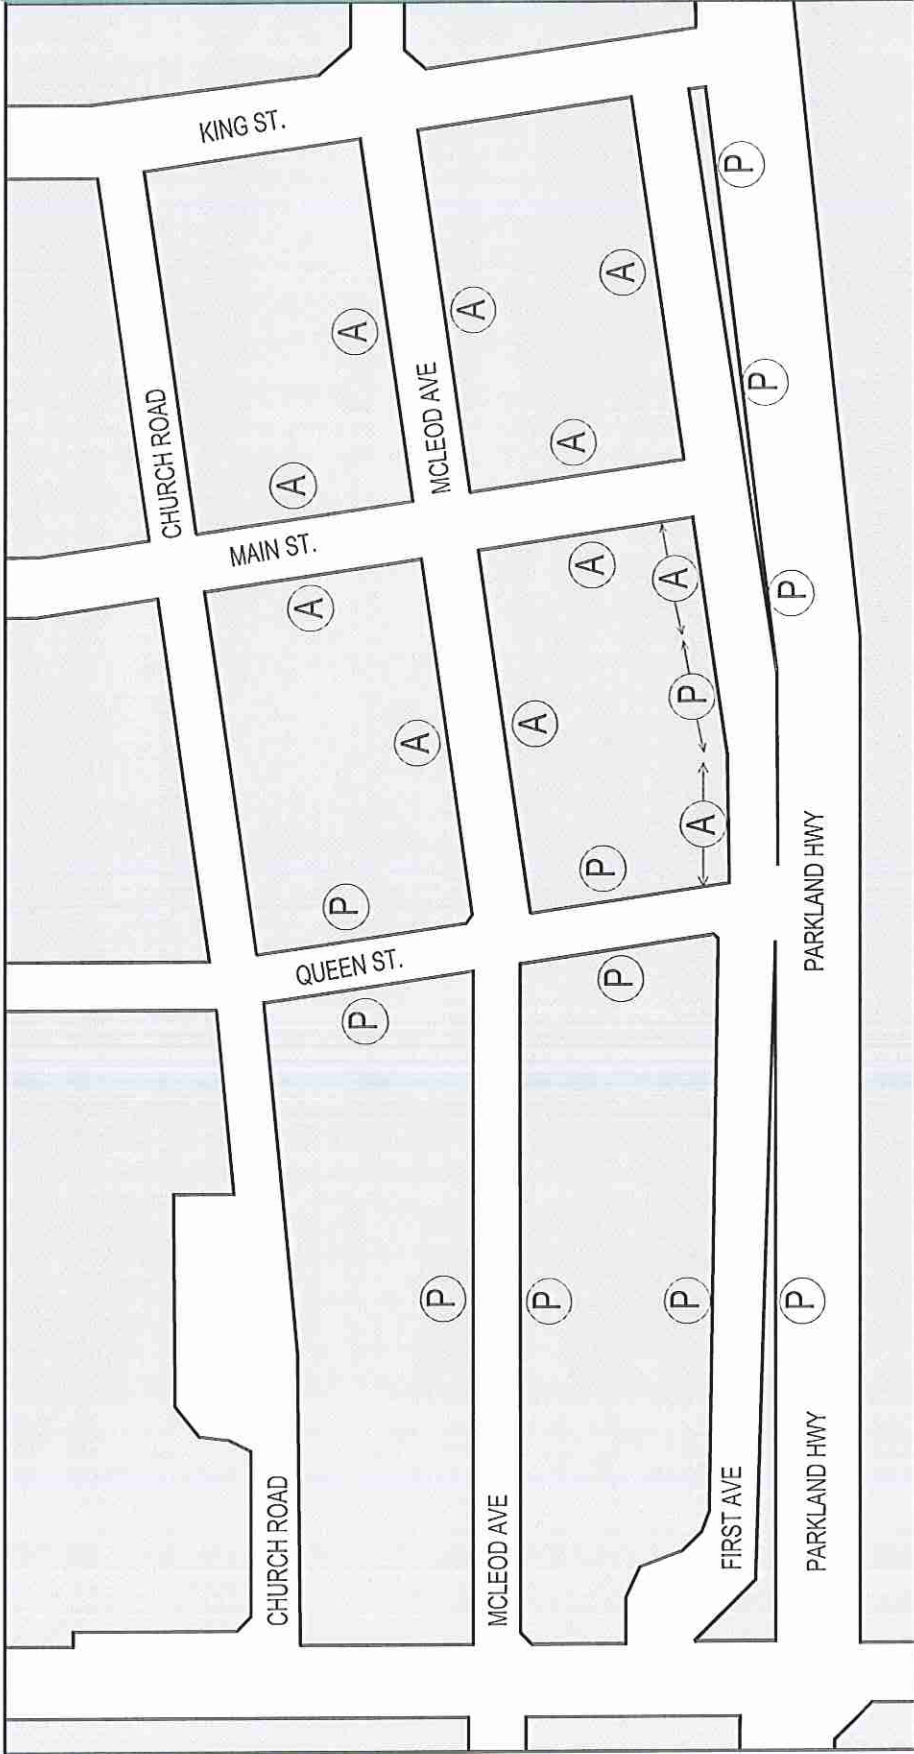 KING ST.
P
CHURCH ROAD
A
A
MCLEOD AVE
A
A
A
P
MAIN ST.
A
A
A
A
P
A
A
P
P
P
PARKLAND HWY
QUEEN ST.
P
P
P
P
P
P
CHURCH ROAD
MCLEOD AVE
FIRST AVE
PARKLAND HWY